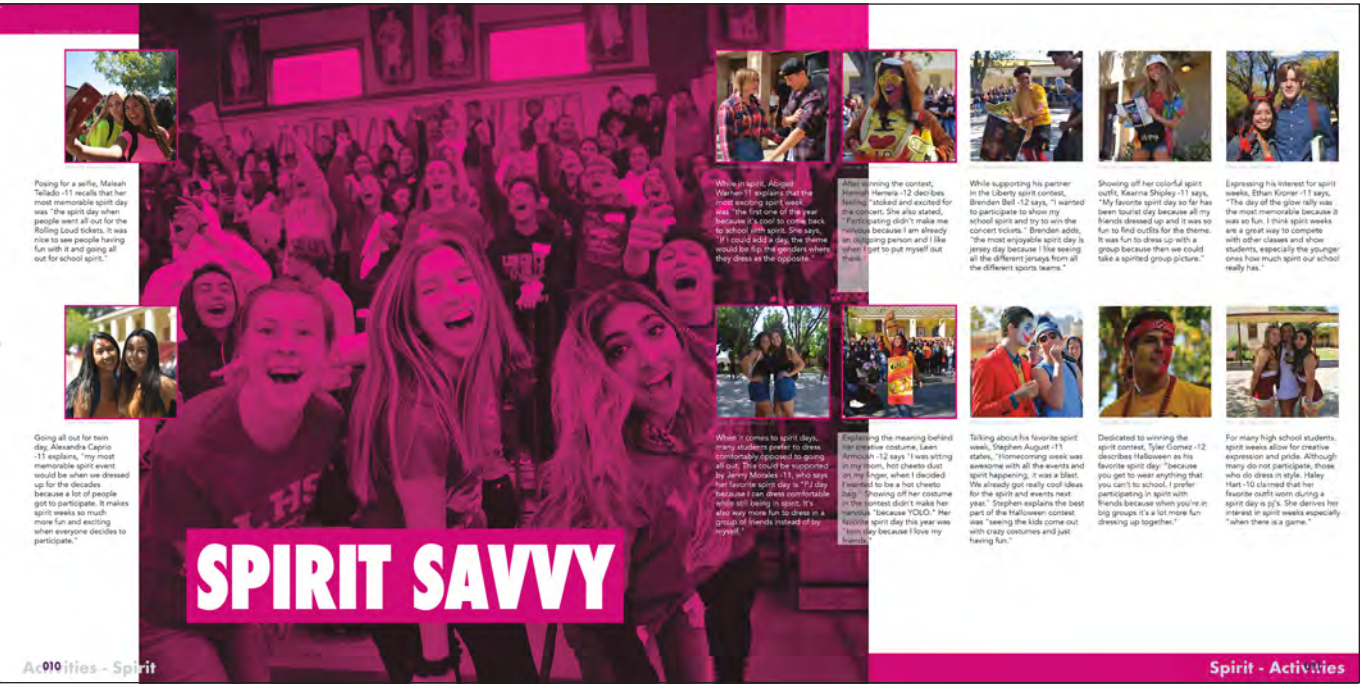 Posing for a selfie, Maleah
Tellado -11 recalls that her
most memorable spirit day
was "the spirit day when
people went all out for the
Rolling Loud tickets. It was
nice to see people having
fun with it and going all
out for school spirit."
Going all out for twin
day, Alexandra Caprio
-11 explains, "my most
memorable spirit event
would be when we dressed
up for the decades
because a lot of people
got to participate. It makes
spirit weeks so much
more fun and exciting
when everyone decides to
participate."
SPIRIT SAVVY
While in spirit, Abigail
Warner-11 explains that the
most exciting spirit week
was "the first one of the year
because it's cool to come back
to school with spirit. She says,
"If I could add a day, the theme
would be flip the genders where
they dress as the opposite."
After winning the contest,
Hannah Herrera -12 decribes
feeling "stoked and excited for
the concert. She also stated,
"Participating didn't make me
nervous because I am already
an outgoing person and I like
when I get to put myself out
there."
While supporting his partner
in the Liberty spirit contest,
Brenden Bell -12 says, "I wanted
to participate to show my
school spirit and try to win the
concert tickets." Brenden adds,
"the most enjoyable spirit day is
jersey day because I like seeing
all the different jerseys from all
the different sports teams."
Showing off her colorful spirit
outfit, Keanna Shipley -11 says,
"My favorite spirit day so far has
been tourist day because all my
friends dressed up and it was so
fun to find outfits for the theme.
It was fun to dress up with a
group because then we could
take a spirited group picture."
Expressing his interest for spirit
weeks, Ethan Kroner -11 says,
"The day of the glow rally was
the most memorable because it
was so fun. I think spirit weeks
are a great way to compete
with other classes and show
students, especially the younger
ones how much spirit our school
really has."
When it comes to spirit days,
many students prefer to dress
comfortably opposed to going
all out. This could be supported
by Jenny Morales -11, who says
her favorite spirit day is "PJ day
because I can dress comfortable
while still being in spirit. It's
also way more fun to dress in a
group of friends instead of by
myself."
Explaining the meaning behind
her creative costume, Leen
Armoush -12 says "I was sitting
in my room, hot cheeto dust
on my finger, when I decided
I wanted to be a hot cheeto
bag." Showing off her costume
in the contest didn't make her
nervous "because YOLO." Her
favorite spirit day this year was
"twin day because I love my
friends."
Talking about his favorite spirit
week, Stephen August -11
states, "Homecoming week was
awesome with all the events and
spirit happening, it was a blast.
We already got really cool ideas
for the spirit and events next
year." Stephen explains the best
part of the Halloween contest
was "seeing the kids come out
with crazy costumes and just
having fun."
Dedicated to winning the
spirit contest, Tyler Gomez -12
describes Halloween as his
favorite spirit day: "because
you get to wear anything that
you can't to school. I prefer
participating in spirit with
friends because when you're in
big groups it's a lot more fun
dressing up together."
For many high school students,
spirit weeks allow for creative
expression and pride. Although
many do not participate, those
who do dress in style. Haley
Hart -10 claimed that her
favorite outfit worn during a
spirit day is pj's. She derives her
interest in spirit weeks especially
"when there is a game."
Activities - Spirit
010
Spirit - Activities